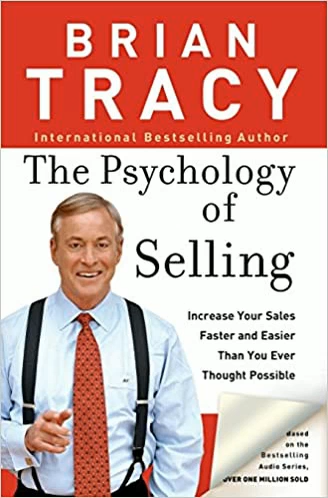 BRIAN
TRACY
International Bestselling Author
The Psychology
of
Selling
Increase Your Sales
Faster and Easier
Than You Ever
Thought Possible
Based
on the
Bestselling
Audio Series,
OVER ONE MILLION SOLD